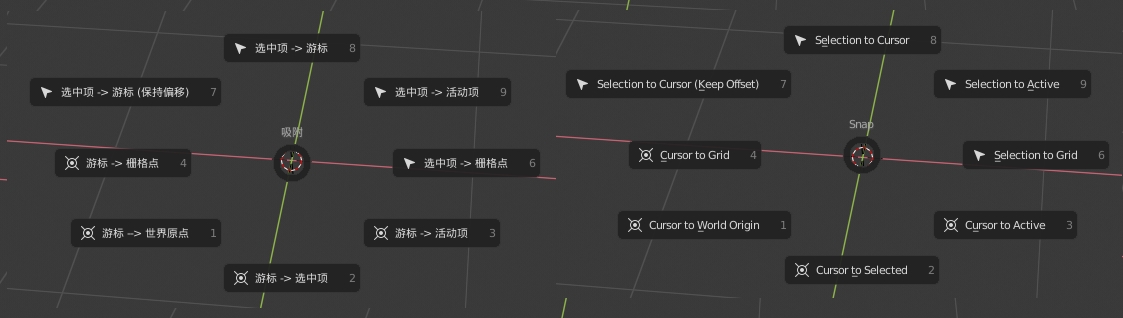 选中项 -> 游标 8
选中项 -> 游标 (保持偏移) 7
选中项 -> 活动项 9
吸附
游标 -> 栅格点 4
选中项 -> 栅格点 6
游标 --> 世界原点 1
游标 -> 活动项 3
游标 -> 选中项 2
Selection to Cursor 8
Selection to Cursor (Keep Offset) 7
Selection to Active 9
Snap
Cursor to Grid 4
Selection to Grid 6
Cursor to World Origin 1
Cursor to Active 3
Cursor to Selected 2